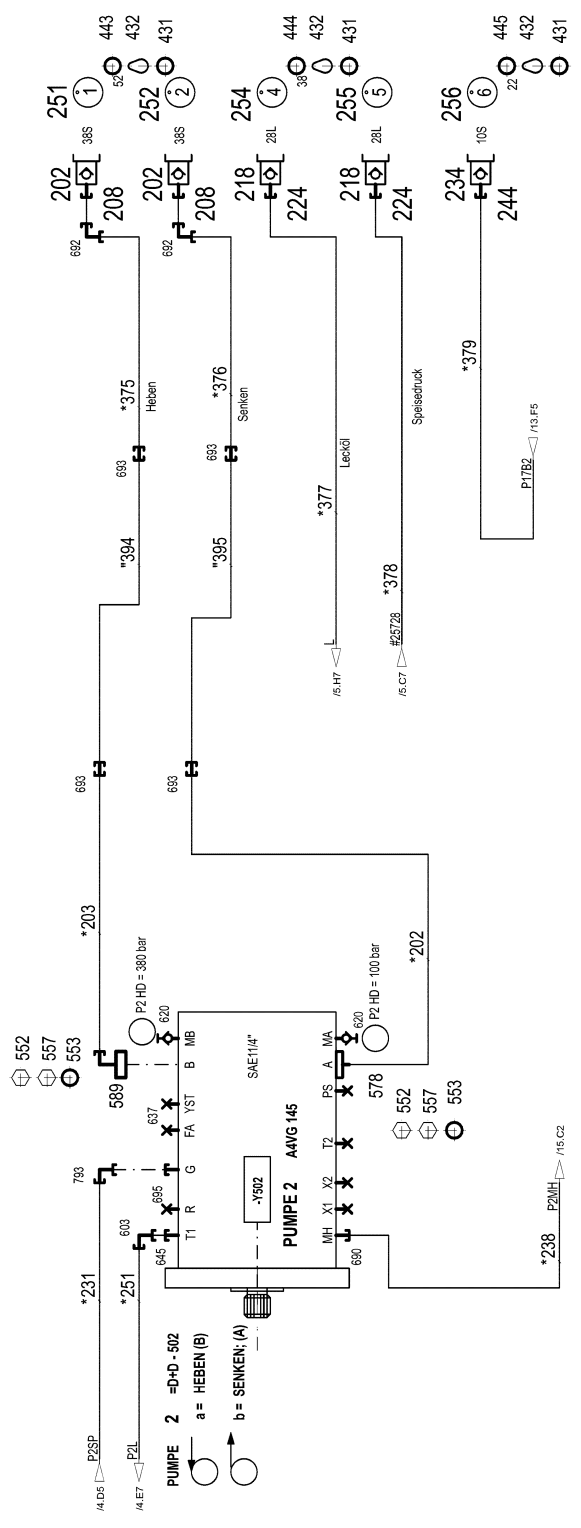 251
443
432
431
1
52
38S
202
208
692
*375
Heben
693
"394
693
*203
252
2
38S
202
208
692
*376
Senken
693
"395
693
*202
254
444
432
431
4
38
28L
218
224
*377
Lecköl
L
/5.H7
255
5
28L
218
224
*378
Speisedruck
#25728
/5.C7
256
445
432
431
6
22
10S
234
244
*379
P17B2
/13.F5
552
557
553
589
P2 HD = 380 bar
620
MB
B
YST
637
FA
G
793
695
R
603
T1
645
SAE11/4"
A4VG 145
PUMPE 2
-Y502
P2 HD = 100 bar
620
MA
A
578
PS
552
557
553
T2
X2
X1
MH
690
*238
P2MH
/15.C2
*231
P2SP
/4.D5
*251
P2L
/4.E7
PUMPE 2 =D+D - 502
a = HEBEN (B)
b = SENKEN; (A)